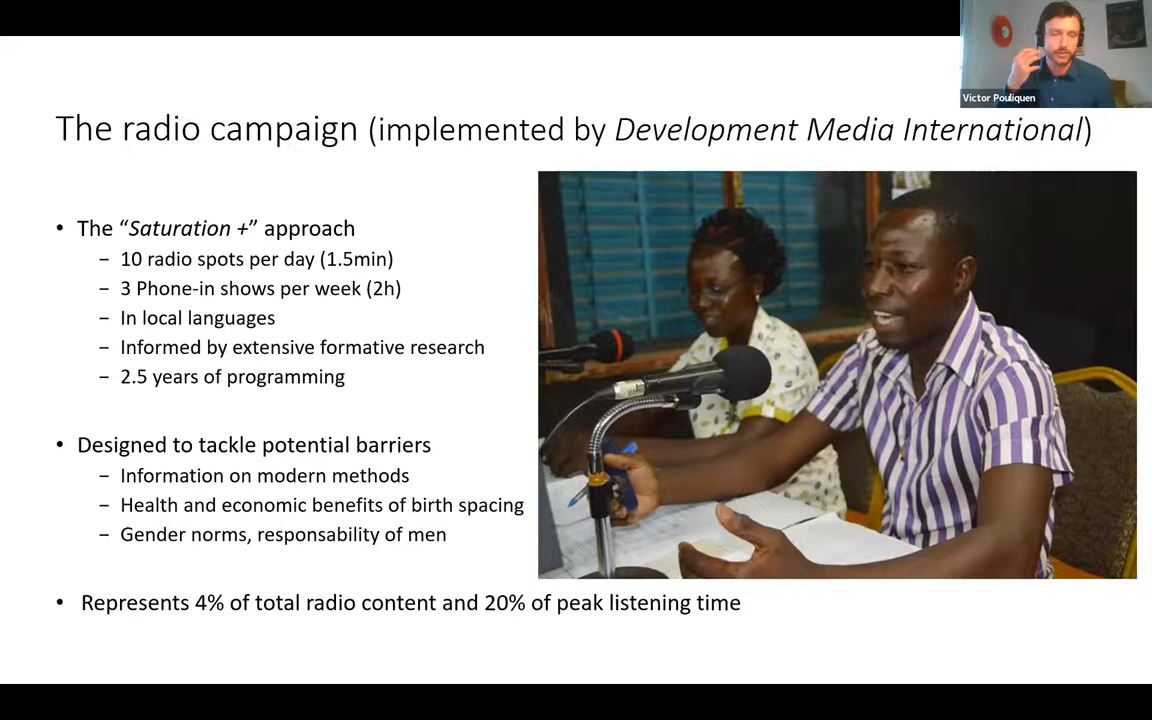 Victor Pouliquen
The radio campaign (implemented by Development Media International)
• The “Saturation +” approach
− 10 radio spots per day (1.5min)
− 3 Phone-in shows per week (2h)
− In local languages
− Informed by extensive formative research
− 2.5 years of programming
• Designed to tackle potential barriers
− Information on modern methods
− Health and economic benefits of birth spacing
− Gender norms, responsability of men
• Represents 4% of total radio content and 20% of peak listening time